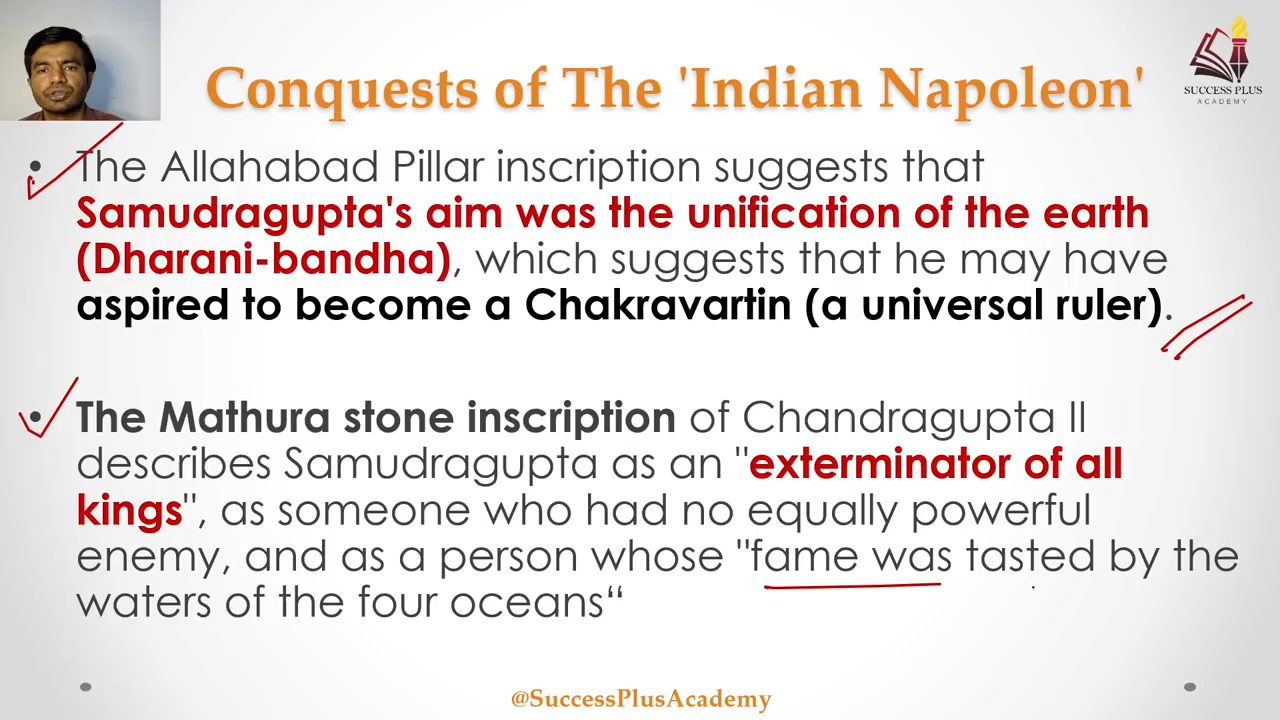 Conquests of The 'Indian Napoleon'
SUCCESS PLUS
ACADEMY
• The Allahabad Pillar inscription suggests that
Samudragupta's aim was the unification of the earth
(Dharani-bandha), which suggests that he may have
aspired to become a Chakravartin (a universal ruler).
• The Mathura stone inscription of Chandragupta II
describes Samudragupta as an "exterminator of all
kings", as someone who had no equally powerful
enemy, and as a person whose "fame was tasted by the
waters of the four oceans“
@SuccessPlusAcademy